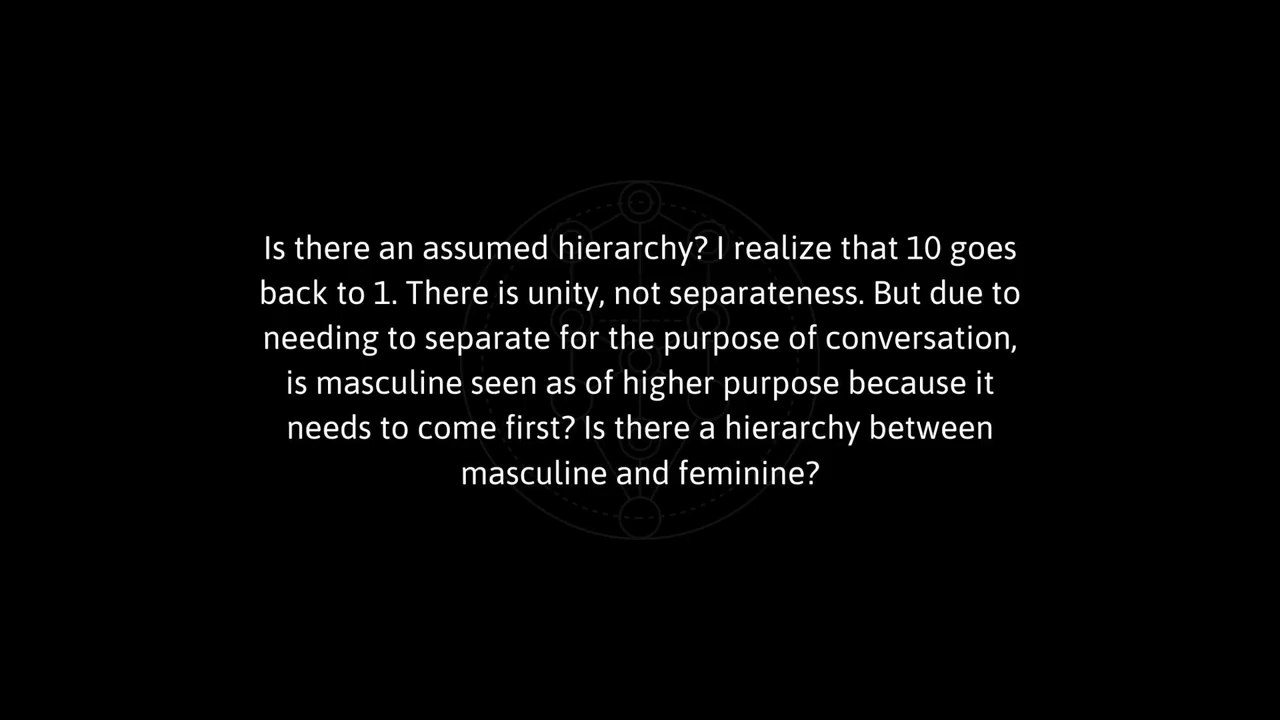 Is there an assumed hierarchy? I realize that 10 goes
back to 1. There is unity, not separateness. But due to
needing to separate for the purpose of conversation,
is masculine seen as of higher purpose because it
needs to come first? Is there a hierarchy between
masculine and feminine?